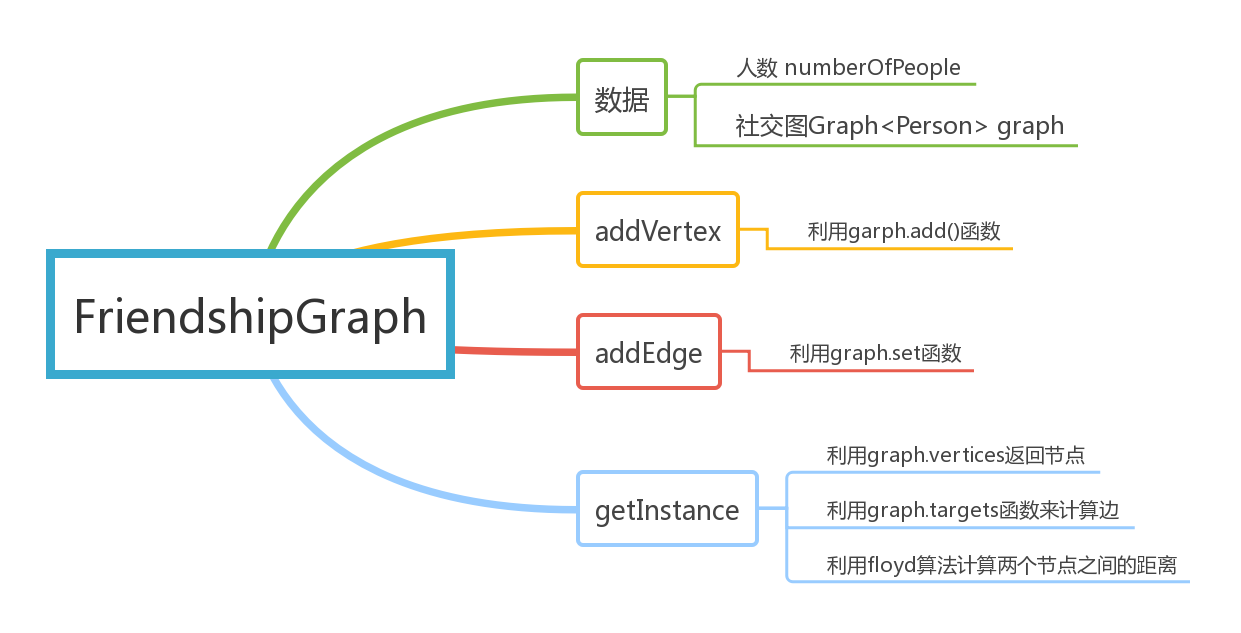 FriendshipGraph
数据
人数 numberOfPeople
社交图Graph<Person> graph
addVertex
利用garph.add()函数
addEdge
利用graph.set函数
getInstance
利用graph.vertices返回节点
利用graph.targets函数来计算边
利用floyd算法计算两个节点之间的距离